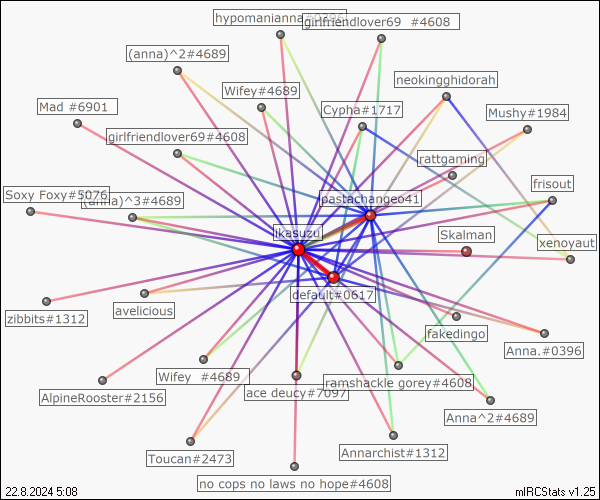 hypomanianna#0396
girlfriendlover69 #4608
(anna)^2#4689
neokingghidorah
Wifey#4689
Mad #6901
Cypha#1717
Mushy#1984
girlfriendlover69#4608
rattgaming
frisout
Soxy Foxy#5076
(anna)^3#4689
pastachangeo41
ikasuzu
Skalman
xenoyaut
default#0617
avelicious
zibbits#1312
fakedingo
Anna.#0396
Wifey #4689
ramshackle gorey#4608
ace deucy#7097
AlpineRooster#2156
Anna^2#4689
Toucan#2473
Annarchist#1312
no cops no laws no hope#4608
22.8.2024 5:08
mIRCStats v1.25